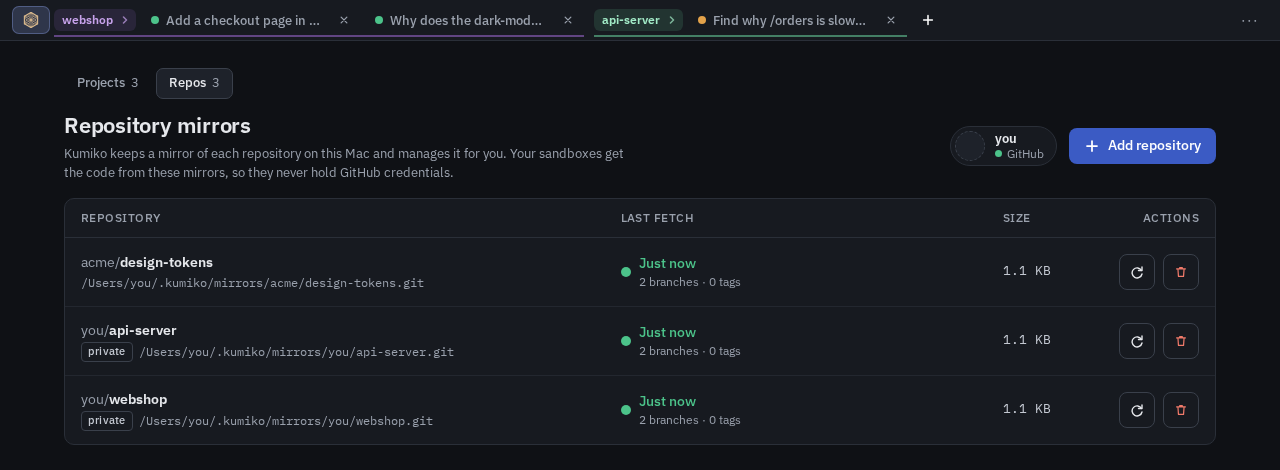 webshop
Add a checkout page in ...
Why does the dark-mod...
api-server
Find why /orders is slow...
Projects 3
Repos 3
Repository mirrors
Kumiko keeps a mirror of each repository on this Mac and manages it for you. Your sandboxes get
the code from these mirrors, so they never hold GitHub credentials.
you
GitHub
Add repository
REPOSITORY LAST FETCH SIZE ACTIONS
acme/design-tokens
/Users/you/.kumiko/mirrors/acme/design-tokens.git
Just now
2 branches · 0 tags
1.1 KB
you/api-server
private /Users/you/.kumiko/mirrors/you/api-server.git
Just now
2 branches · 0 tags
1.1 KB
you/webshop
private /Users/you/.kumiko/mirrors/you/webshop.git
Just now
2 branches · 0 tags
1.1 KB